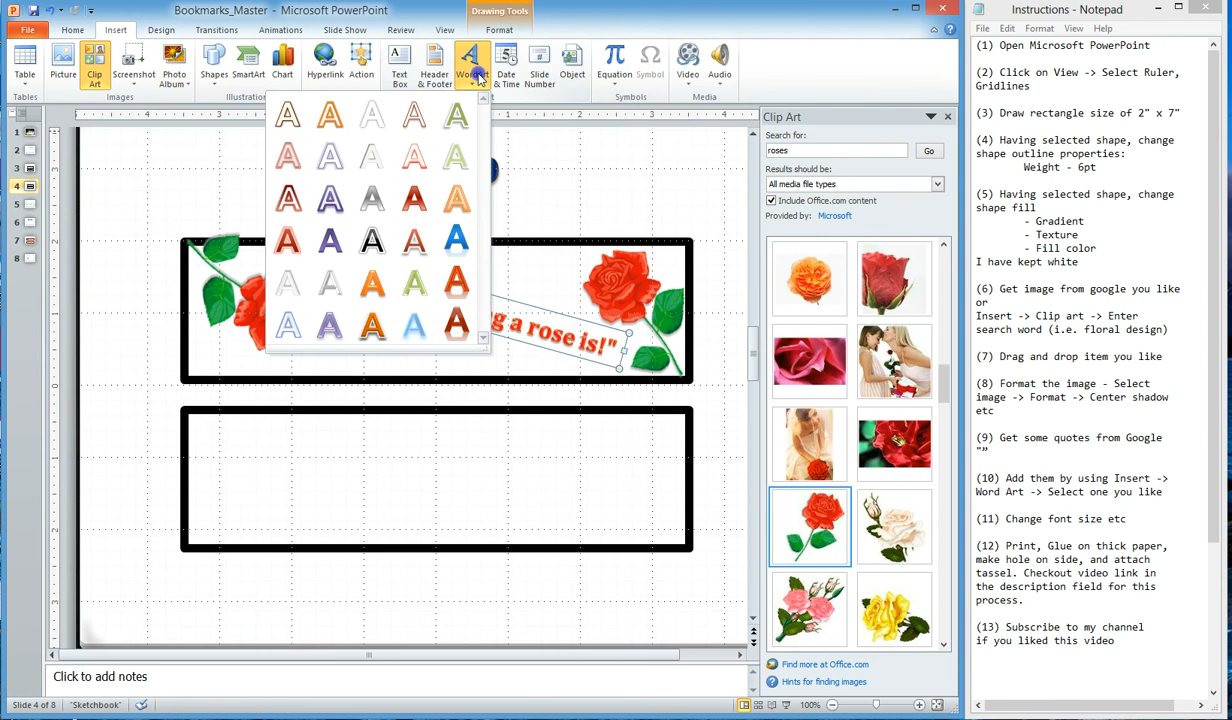 Bookmarks_Master - Microsoft PowerPoint
Drawing Tools
File
Home
Insert
Design
Transitions
Animations
Slide Show
Review
View
Format
Table
Picture
Clip
Art
Screenshot
Photo
Album
Shapes
SmartArt
Chart
Hyperlink
Action
Text
Box
Header
& Footer
Date
& Time
Slide
Number
Object
Equation
Symbol
Video
Audio
Tables
Images
Symbols
Media
g a rose is!"
Click to add notes
Slide 4 of 8
"Sketchbook"
100%
Clip Art
Search for:
roses
Go
Results should be:
All media file types
Include Office.com content
Provided by: Microsoft
Find more at Office.com
Hints for finding images
Instructions - Notepad
File Edit Format View Help
(1) Open Microsoft PowerPoint
(2) Click on View -> Select Ruler,
Gridlines
(3) Draw rectangle size of 2" x 7"
(4) Having selected shape, change
shape outline properties:
Weight - 6pt
(5) Having selected shape, change
shape fill
- Gradient
- Texture
- Fill color
I have kept white
(6) Get image from google you like
or
Insert -> Clip art -> Enter
search word (i.e. floral design)
(7) Drag and drop item you like
(8) Format the image - Select
image -> Format -> Center shadow
etc
(9) Get some quotes from Google
“”
(10) Add them by using Insert ->
Word Art -> Select one you like
(11) Change font size etc
(12) Print, Glue on thick paper,
make hole on side, and attach
tassel. Checkout video link in
the description field for this
process.
(13) Subscribe to my channel
if you liked this video